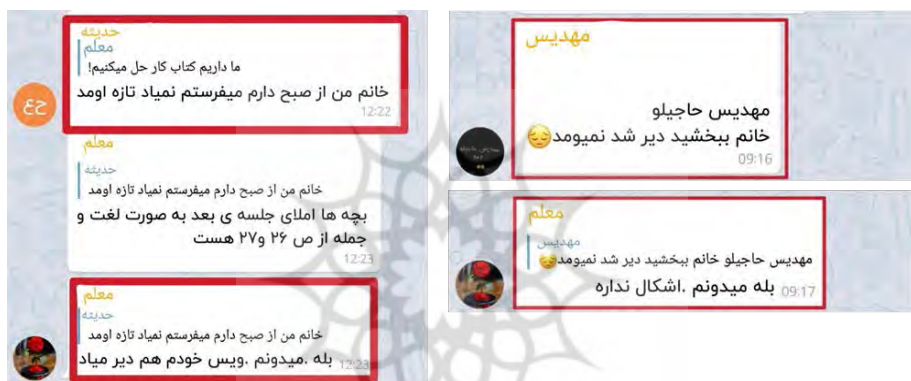 مهدیس
مهدیس حاجیلو
خانم ببخشید دیر شد نمیومد😔
09:16
معلم
مهدیس
مهدیس حاجیلو خانم ببخشید دیر شد نمیومد😔
بله میدونم .اشکال نداره 09:17
حدیثه
معلم
ما داریم کتاب کار حل میکنیم!
خانم من از صبح دارم میفرستم نمیاد تازه اومد
12:22
حع
معلم
حدیثه
خانم من از صبح دارم میفرستم نمیاد تازه اومد
بچه ها املای جلسه ی بعد به صورت لغت و
جمله از ص ۲۶ و۲۷ هست
12:23
معلم
حدیثه
خانم من از صبح دارم میفرستم نمیاد تازه اومد
بله .میدونم .ویس خودم هم دیر میاد 12:23